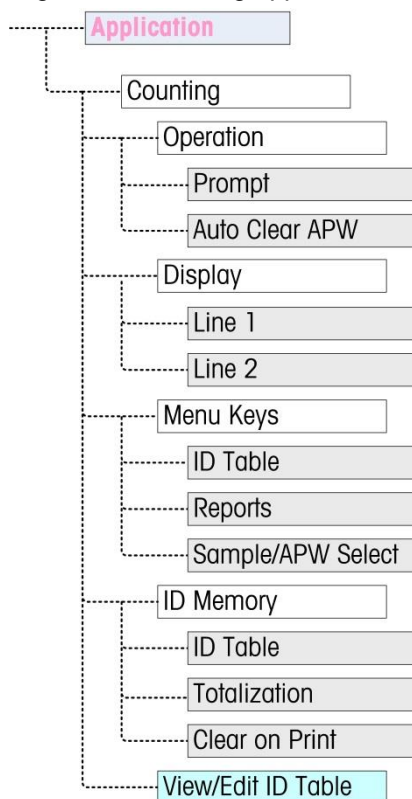 Application
Counting
Operation
Prompt
Auto Clear APW
Display
Line 1
Line 2
Menu Keys
ID Table
Reports
Sample/APW Select
ID Memory
ID Table
Totalization
Clear on Print
View/Edit ID Table